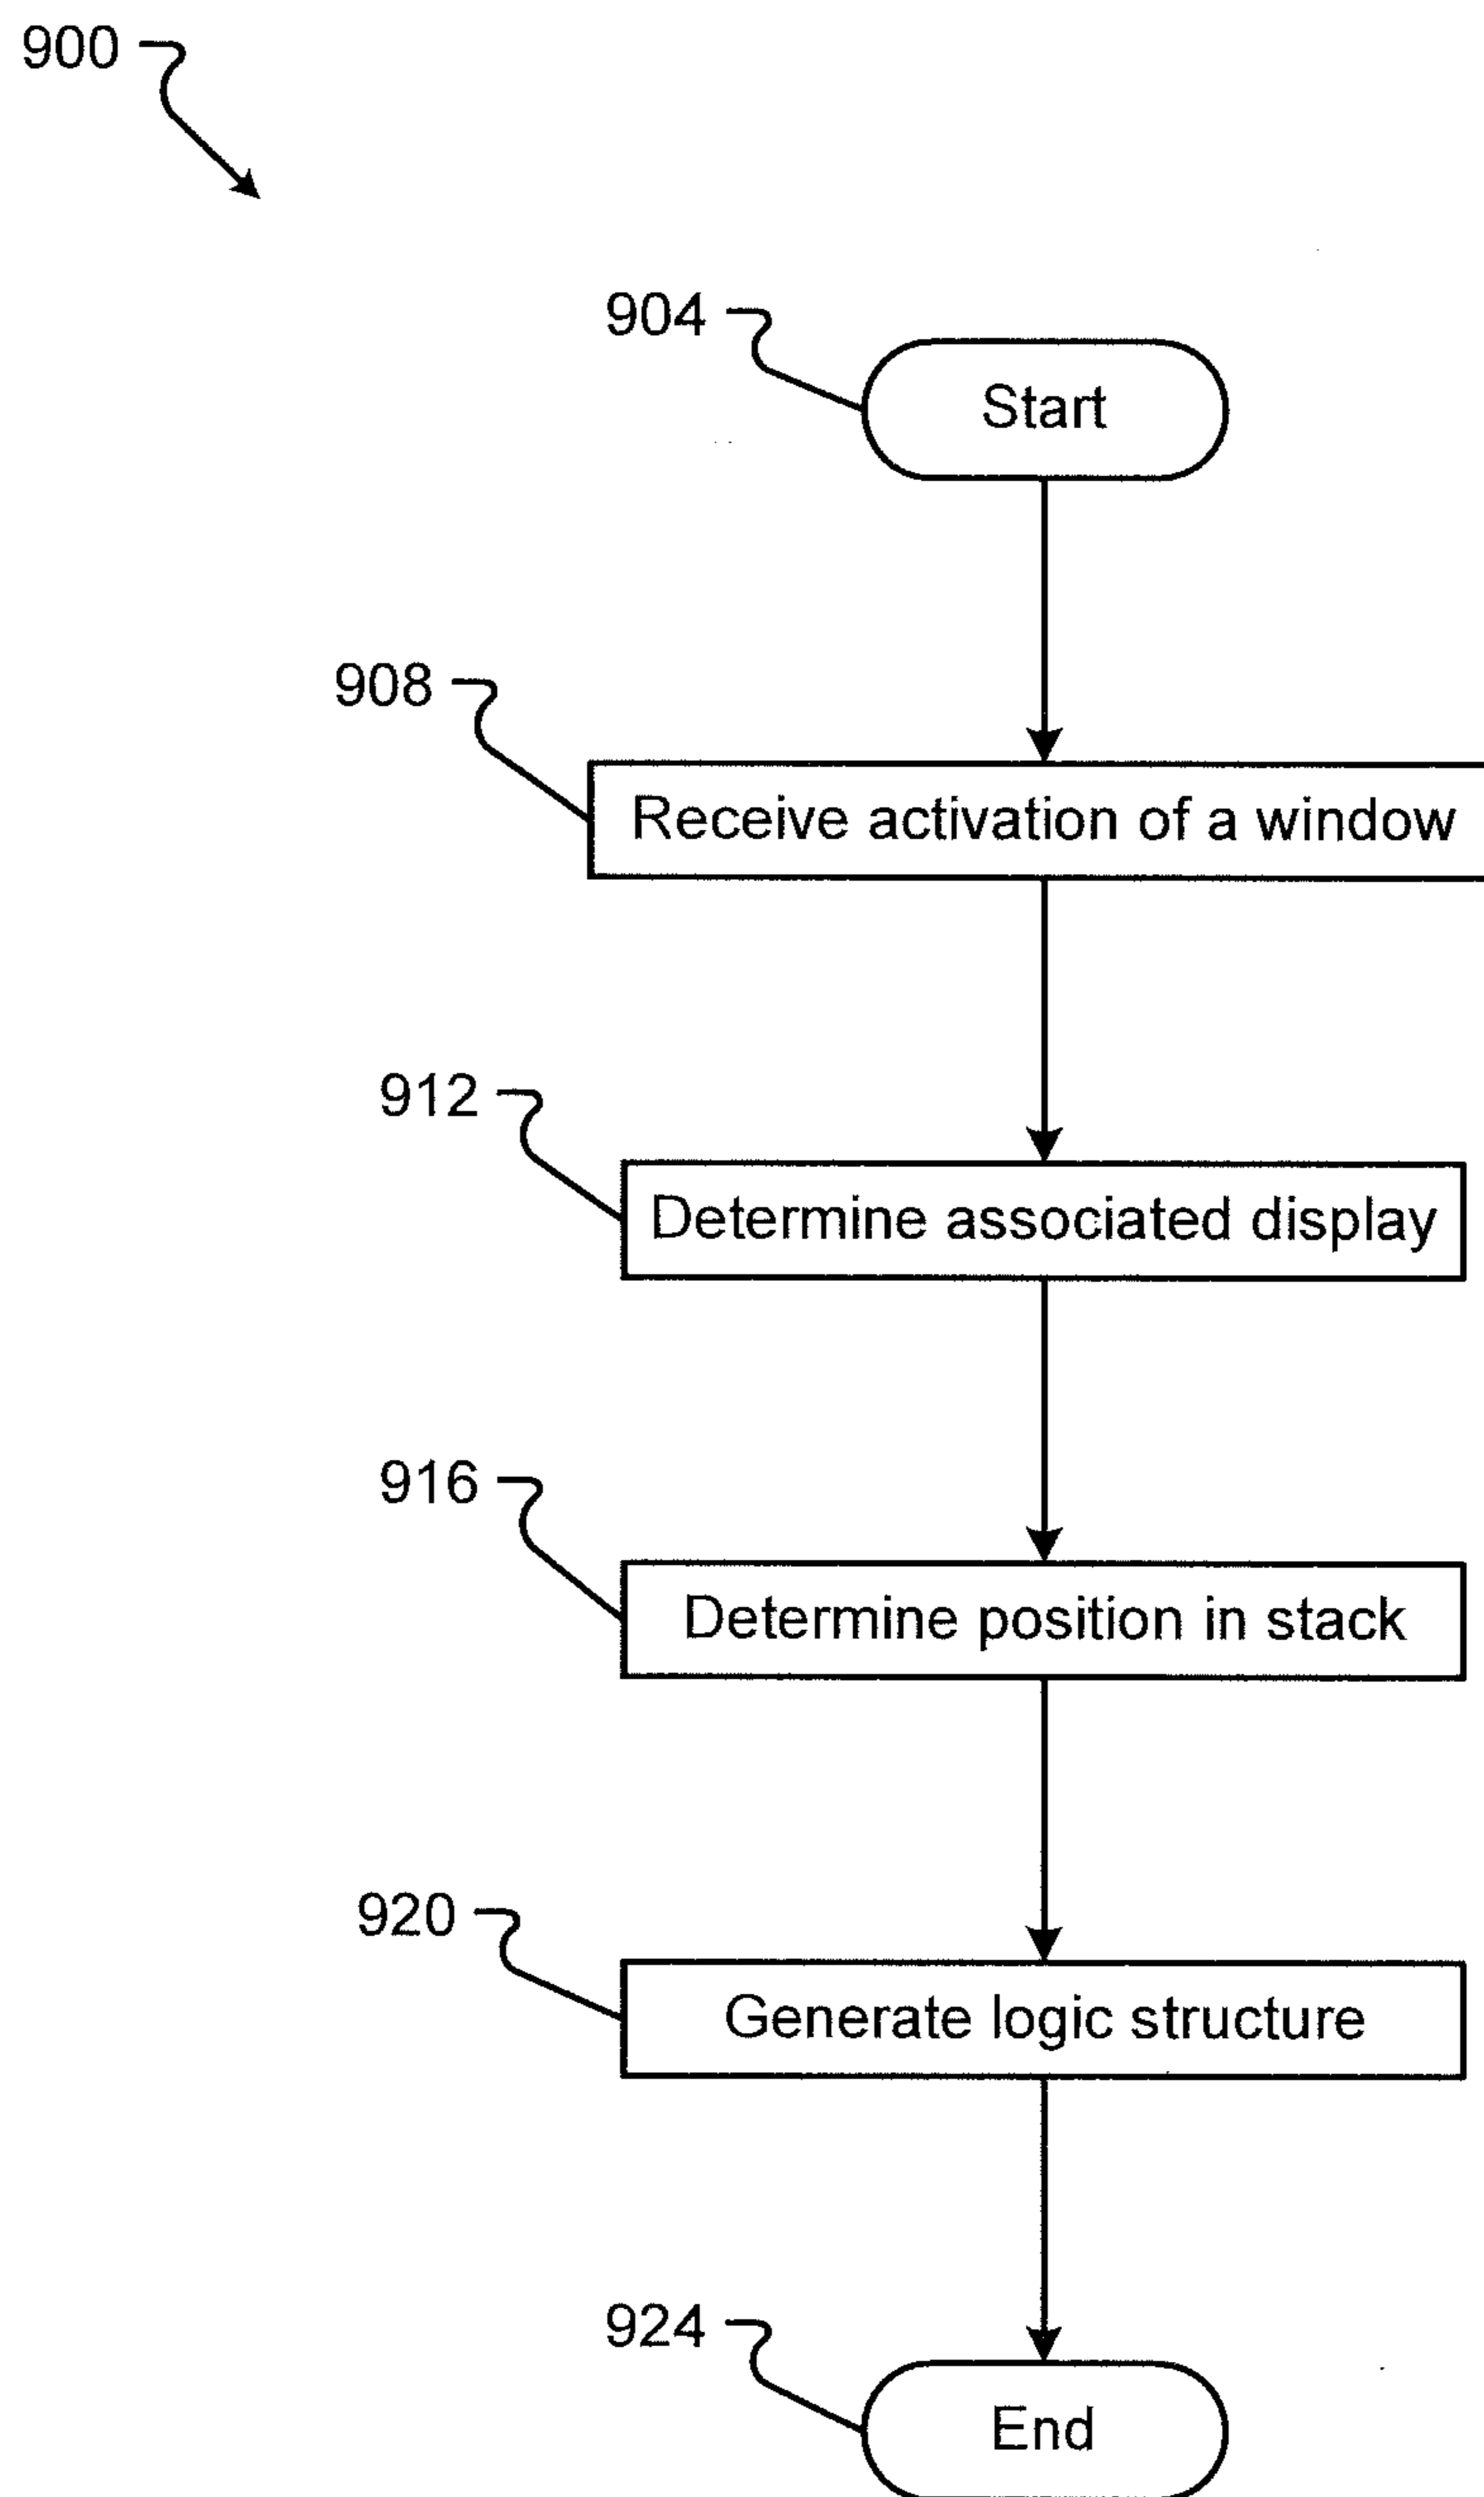 900
904
Start
908
Receive activation of a window
912
Determine associated display
916
Determine position in stack
920
Generate logic structure
924
End